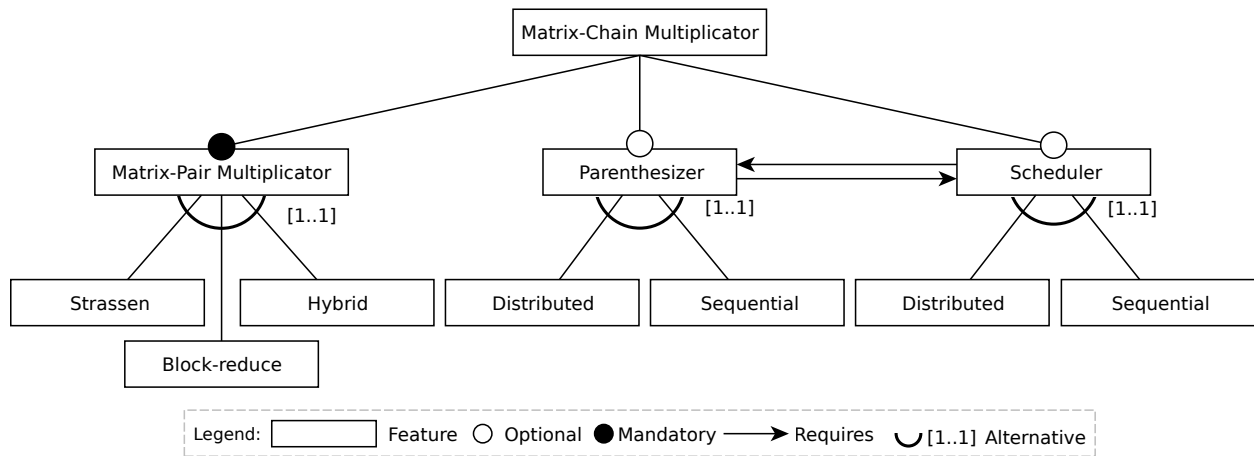 Matrix-Chain Multiplicator
Matrix-Pair Multiplicator
Parenthesizer
Scheduler
[1..1]
[1..1]
[1..1]
Strassen
Hybrid
Distributed
Sequential
Distributed
Sequential
Block-reduce
Legend: Feature Optional Mandatory Requires [1..1] Alternative